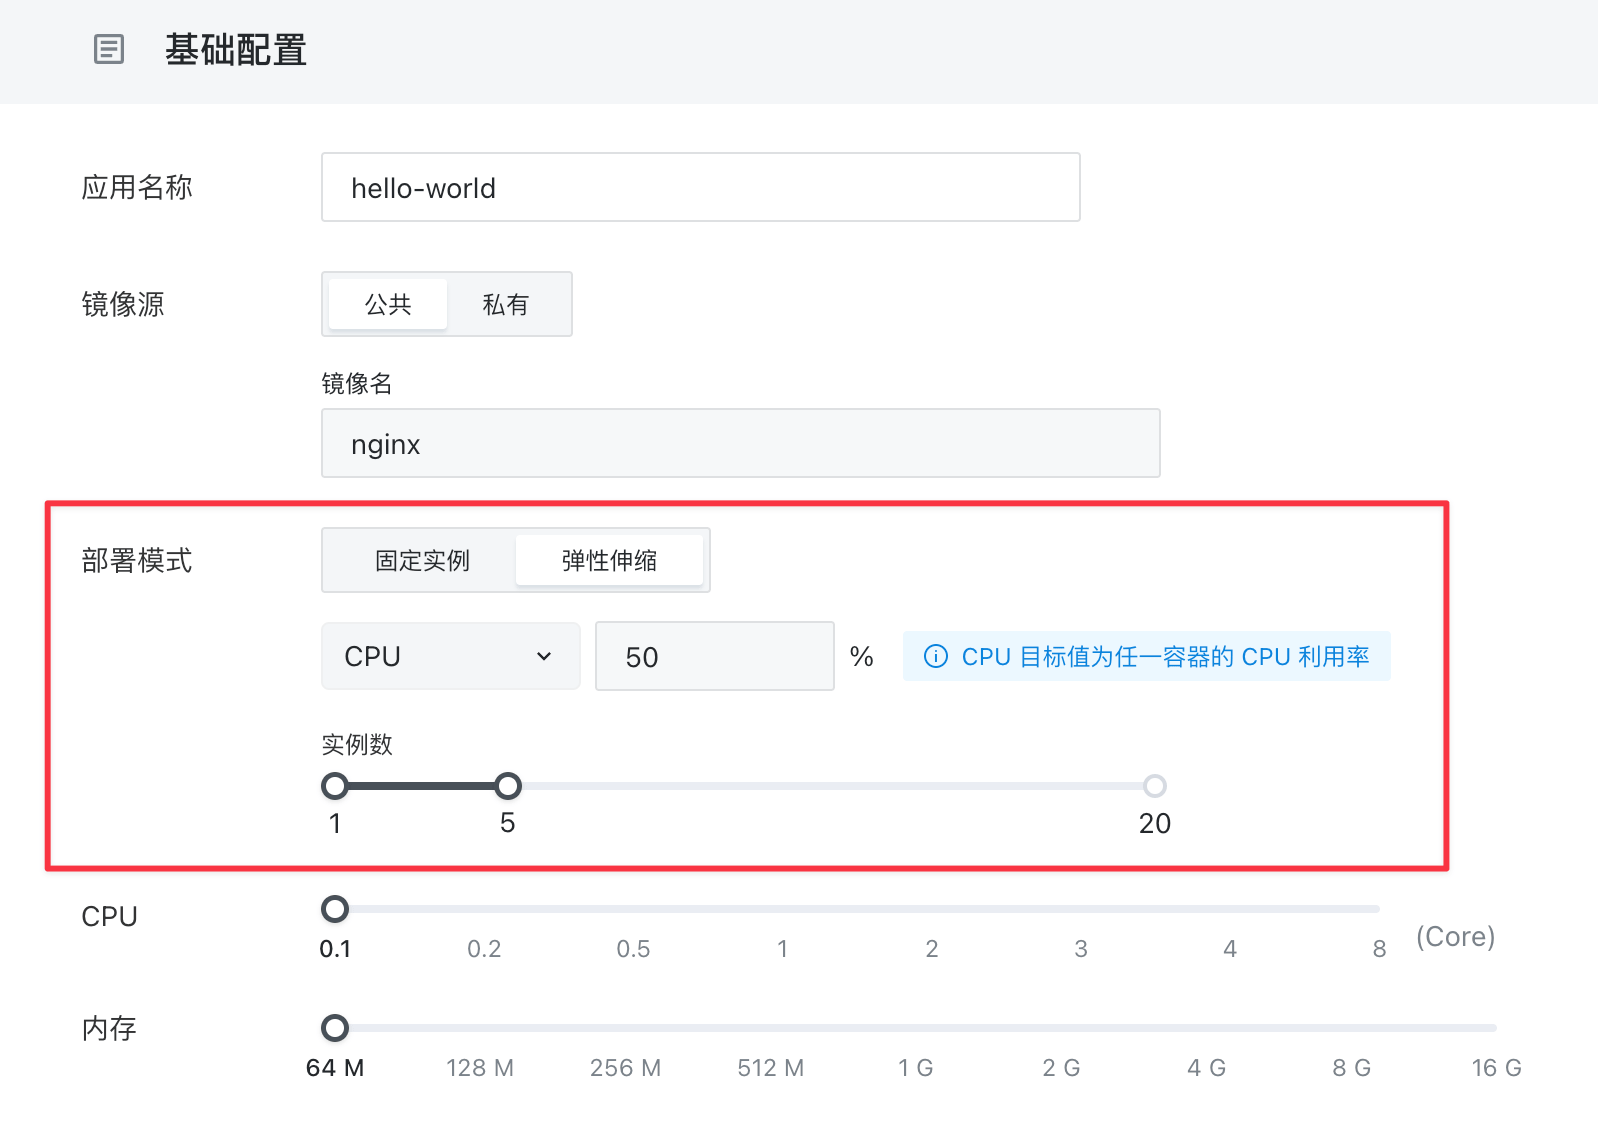 基础配置
应用名称
hello-world
镜像源
公共 私有
镜像名
nginx
部署模式
固定实例 弹性伸缩
CPU 50 % CPU 目标值为任一容器的 CPU 利用率
实例数
1 5 20
CPU
0.1 0.2 0.5 1 2 3 4 8 (Core)
内存
64 M 128 M 256 M 512 M 1 G 2 G 4 G 8 G 16 G